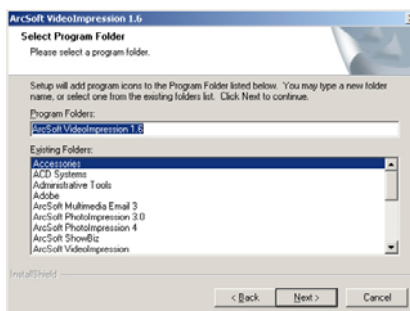 ArcSoft VideoImpression 1.6
Select Program Folder
Please select a program folder.
Setup will add program icons to the Program Folder listed below. You may type a new folder
name, or select one from the existing folders list. Click Next to continue.
Program Folders:
ArcSoft VideoImpression 1.6
Existing Folders:
Accessories
ACD Systems
Administrative Tools
Adobe
ArcSoft Multimedia Email 3
ArcSoft PhotoImpression 3.0
ArcSoft PhotoImpression 4
ArcSoft ShowBiz
ArcSoft VideoImpression
InstallShield
< Back
Next >
Cancel